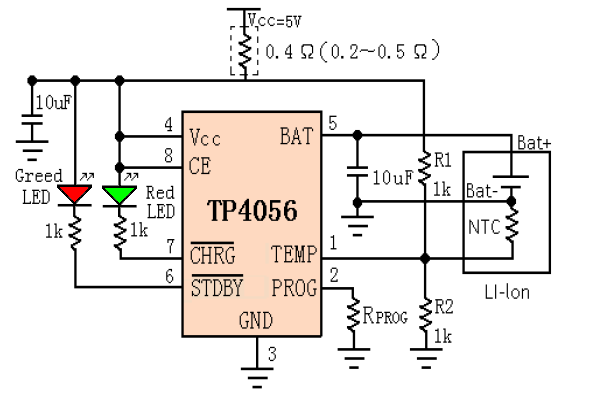 Vcc=5V
0.4 Ω(0.2~0.5 Ω)
10uF
4
Vcc
BAT
5
8
CE
Bat+
Greed
LED
Red
LED
10uF
R1
1k
Bat-
TP4056
1k
1k
NTC
7
CHRG
TEMP
1
6
STDBY
PROG
2
LI-Ion
RPROG
R2
1k
GND
3